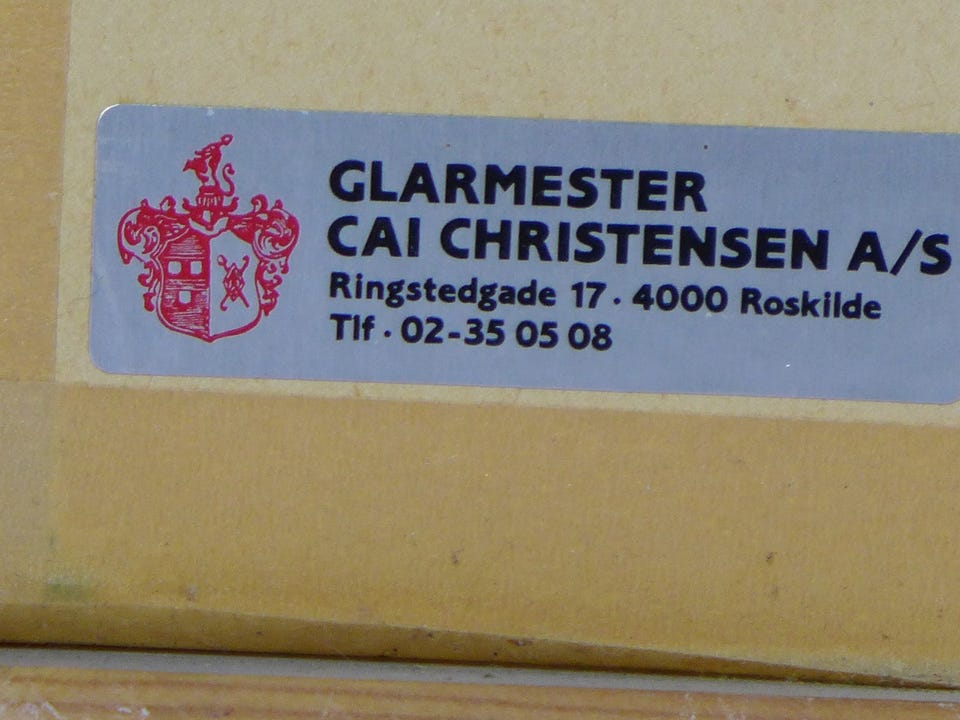 GLARMESTER
CAI CHRISTENSEN A/S
Ringstedgade 17 · 4000 Roskilde
Tlf · 02-35 05 08